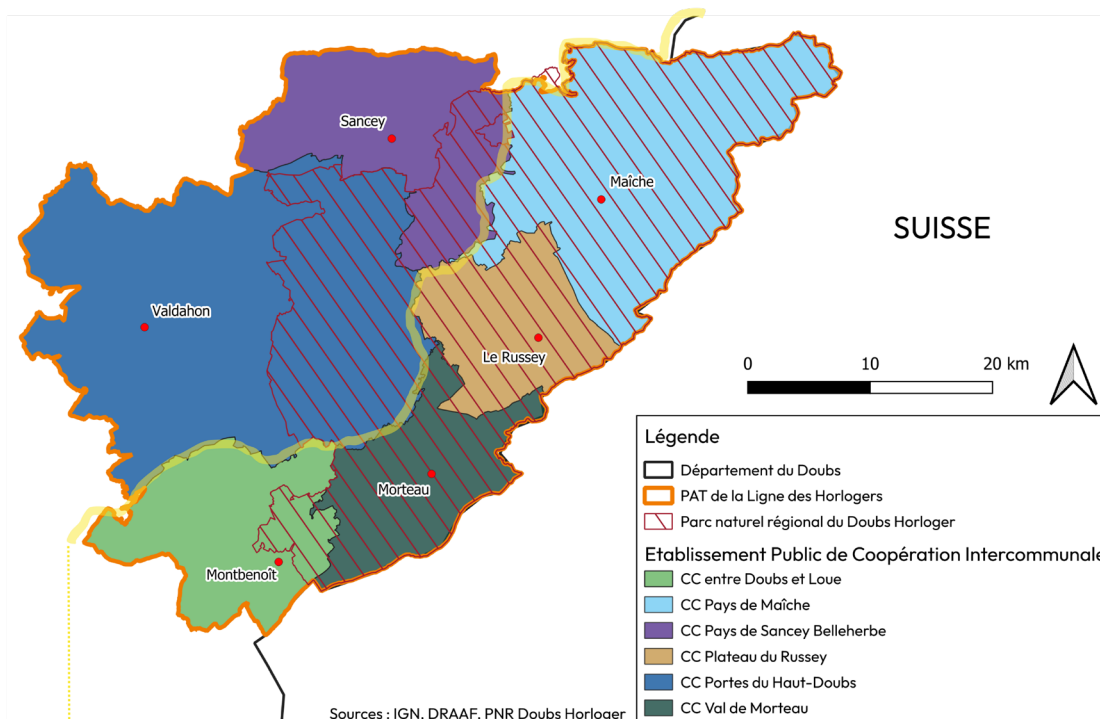 Sancey
Maîche
SUISSE
Valdahon
Le Russey
0 10 20 km
Morteau
Montbenoît
Légende
Département du Doubs
PAT de la Ligne des Horlogers
Parc naturel régional du Doubs Horloger
Etablissement Public de Coopération Intercommunale
CC entre Doubs et Loue
CC Pays de Maîche
CC Pays de Sancey Belleherbe
CC Plateau du Russey
CC Portes du Haut-Doubs
CC Val de Morteau
Sources : IGN, DRAAF, PNR Doubs Horloger